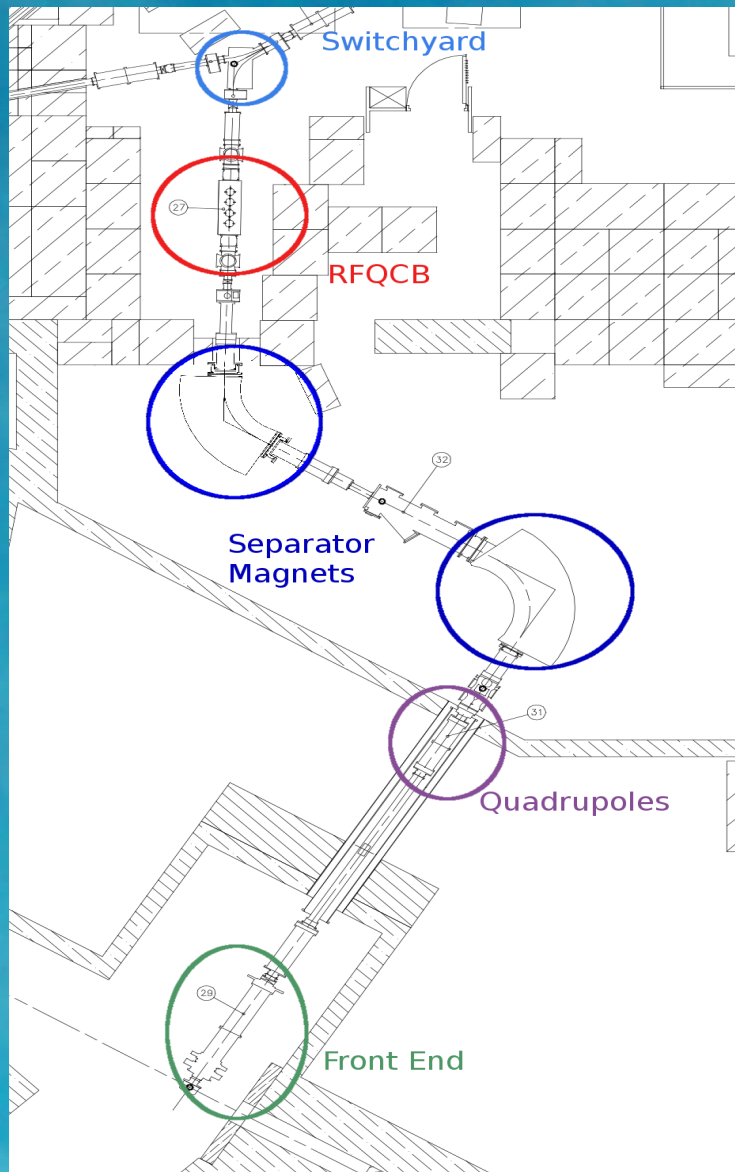 Switchyard
27
RFQCB
32
Separator
Magnets
31
Quadrupoles
29
Front End